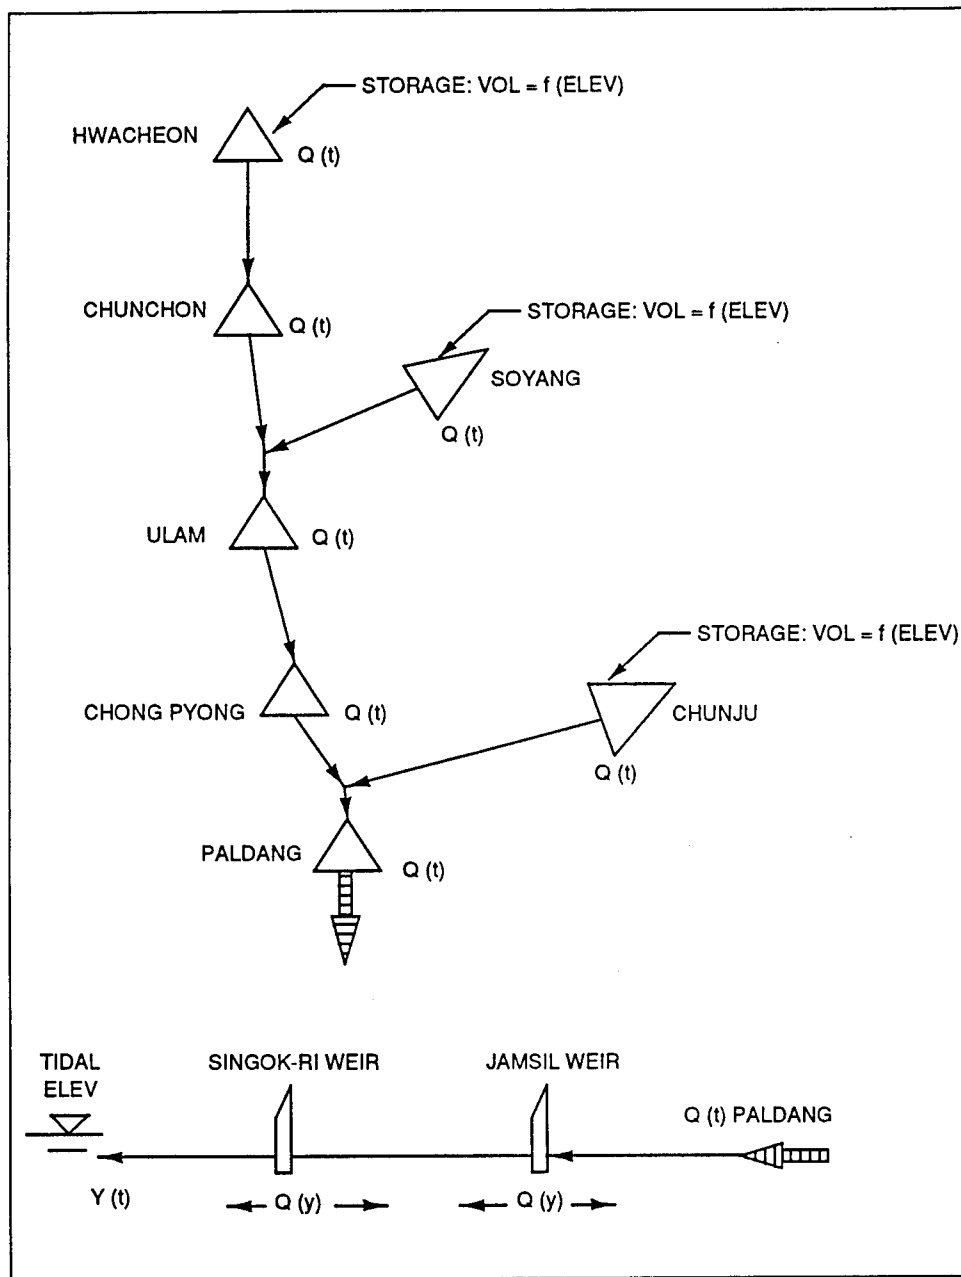 STORAGE: VOL = f (ELEV)
HWACHEON
Q (t)
CHUNCHON
Q (t)
STORAGE: VOL = f (ELEV)
SOYANG
Q (t)
ULAM
Q (t)
STORAGE: VOL = f (ELEV)
CHONG PYONG
Q (t)
CHUNJU
Q (t)
PALDANG
Q (t)
TIDAL
ELEV
SINGOK-RI WEIR
JAMSIL WEIR
Q (t) PALDANG
Y (t)
Q (y)
Q (y)